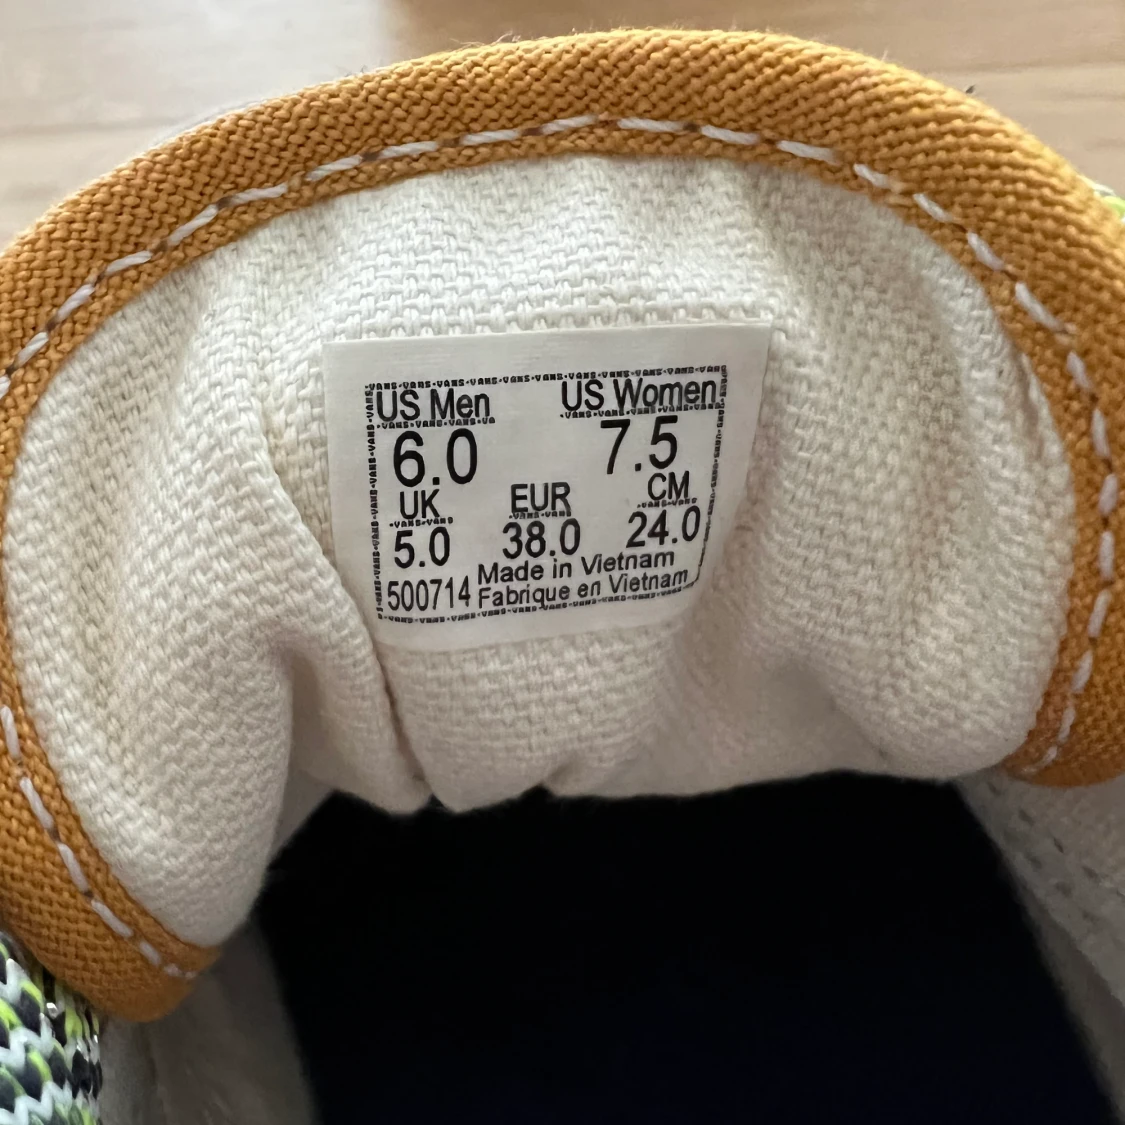 US Men US Women
6.0 7.5
UK EUR CM
5.0 38.0 24.0
500714 Made in Vietnam
Fabrique en Vietnam